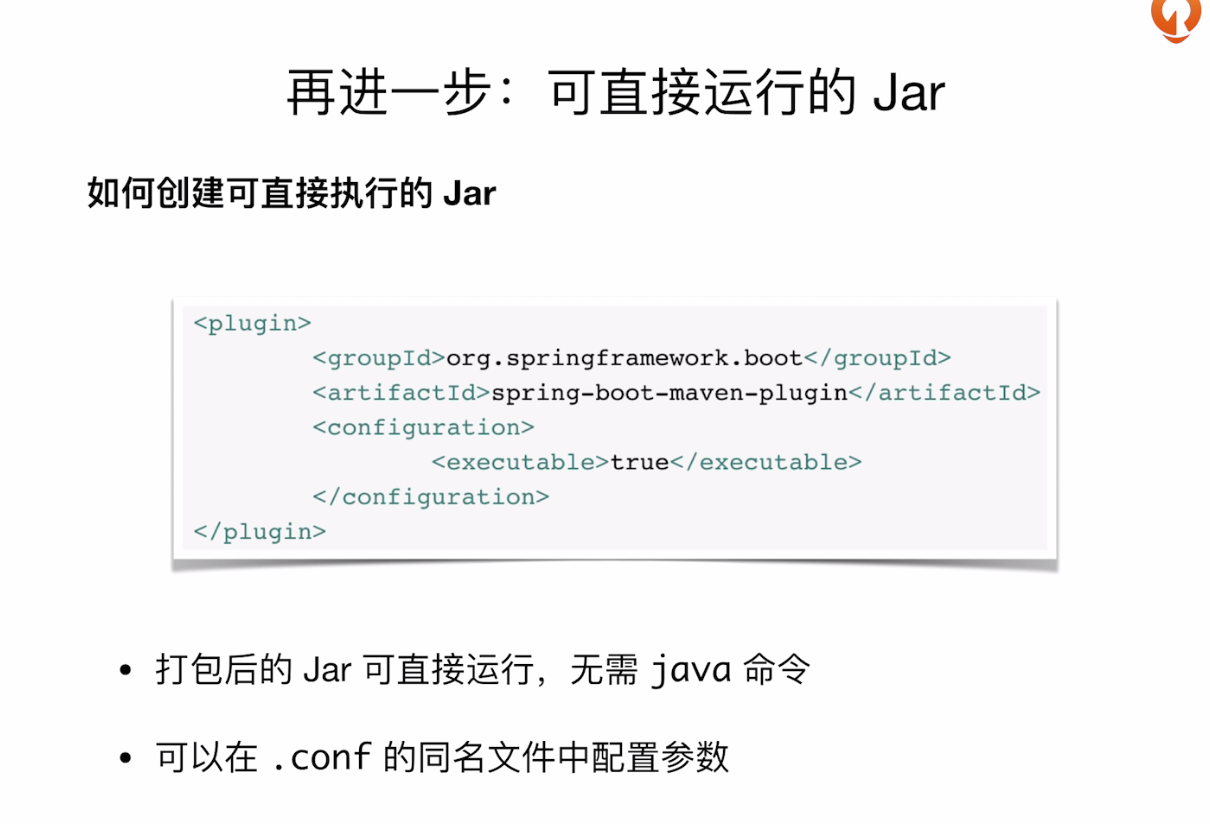 再进一步：可直接运行的 Jar
如何创建可直接执行的 Jar
<plugin>
<groupId>org.springframework.boot</groupId>
<artifactId>spring-boot-maven-plugin</artifactId>
<configuration>
<executable>true</executable>
</configuration>
</plugin>
• 打包后的 Jar 可直接运行，无需 java 命令
• 可以在 .conf 的同名文件中配置参数